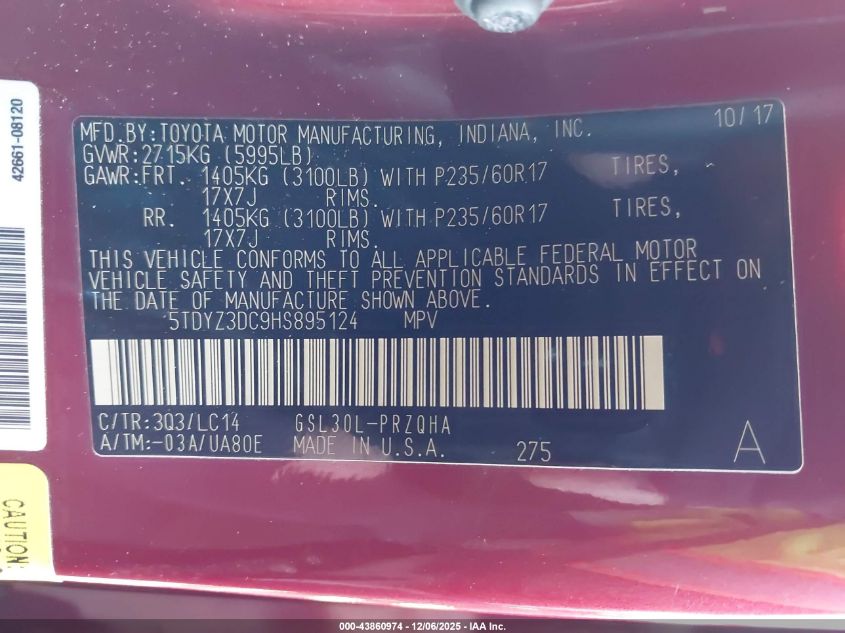 42661-08120
MFD.BY:TOYOTA MOTOR MANUFACTURING, INDIANA, INC. 10/17
GVWR:2715KG (5995LB)
GAWR:FRT. 1405KG (3100LB) WITH P235/60R17 TIRES,
17X7J RIMS.
RR. 1405KG (3100LB) WITH P235/60R17 TIRES,
17X7J RIMS.
THIS VEHICLE CONFORMS TO ALL APPLICABLE FEDERAL MOTOR
VEHICLE SAFETY AND THEFT PREVENTION STANDARDS IN EFFECT ON
THE DATE OF MANUFACTURE SHOWN ABOVE.
5TDYZ3DC9HS895124 MPV
C/TR:3Q3/LC14 GSL30L-PRZQHA
A/TM:-03A/UA80E MADE IN U.S.A. 275 A
CAUTION:
000-43860974 - 12/06/2025 - IAA Inc.